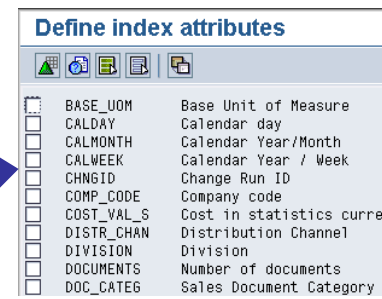 Define index attributes
BASE_UOM Base Unit of Measure
CALDAY Calendar day
CALMONTH Calendar Year/Month
CALWEEK Calendar Year / Week
CHNGID Change Run ID
COMP_CODE Company code
COST_VAL_S Cost in statistics curre
DISTR_CHAN Distribution Channel
DIVISION Division
DOCUMENTS Number of documents
DOC_CATEG Sales Document Category